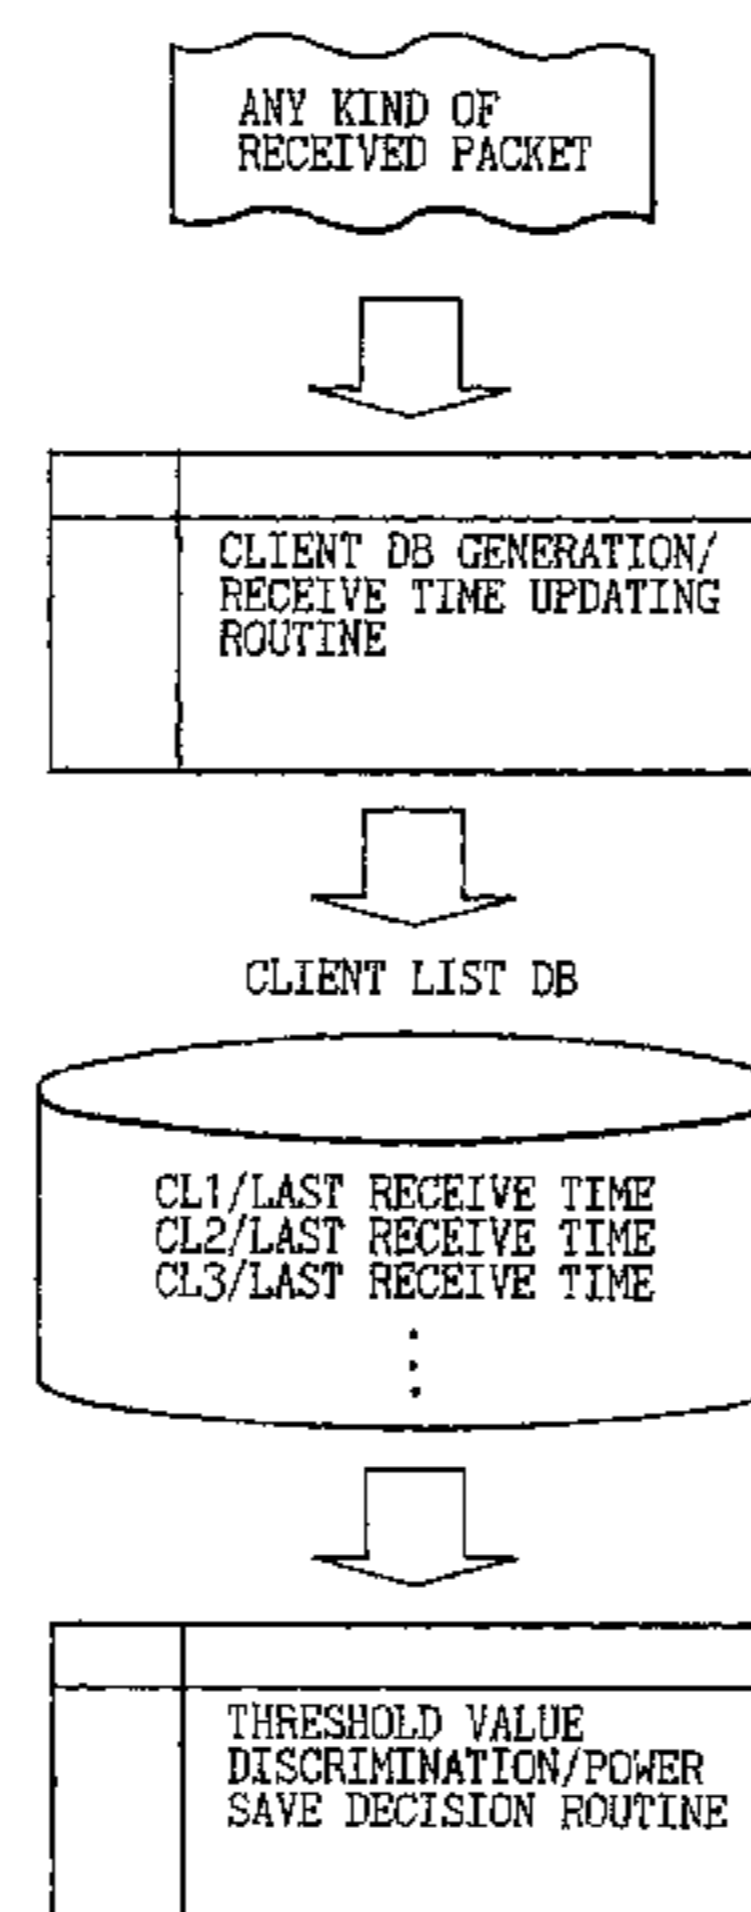 ANY KIND OF
RECEIVED PACKET
CLIENT DB GENERATION/
RECEIVE TIME UPDATING
ROUTINE
CLIENT LIST DB
CL1/LAST RECEIVE TIME
CL2/LAST RECEIVE TIME
CL3/LAST RECEIVE TIME
THRESHOLD VALUE
DISCRIMINATION/POWER
SAVE DECISION ROUTINE